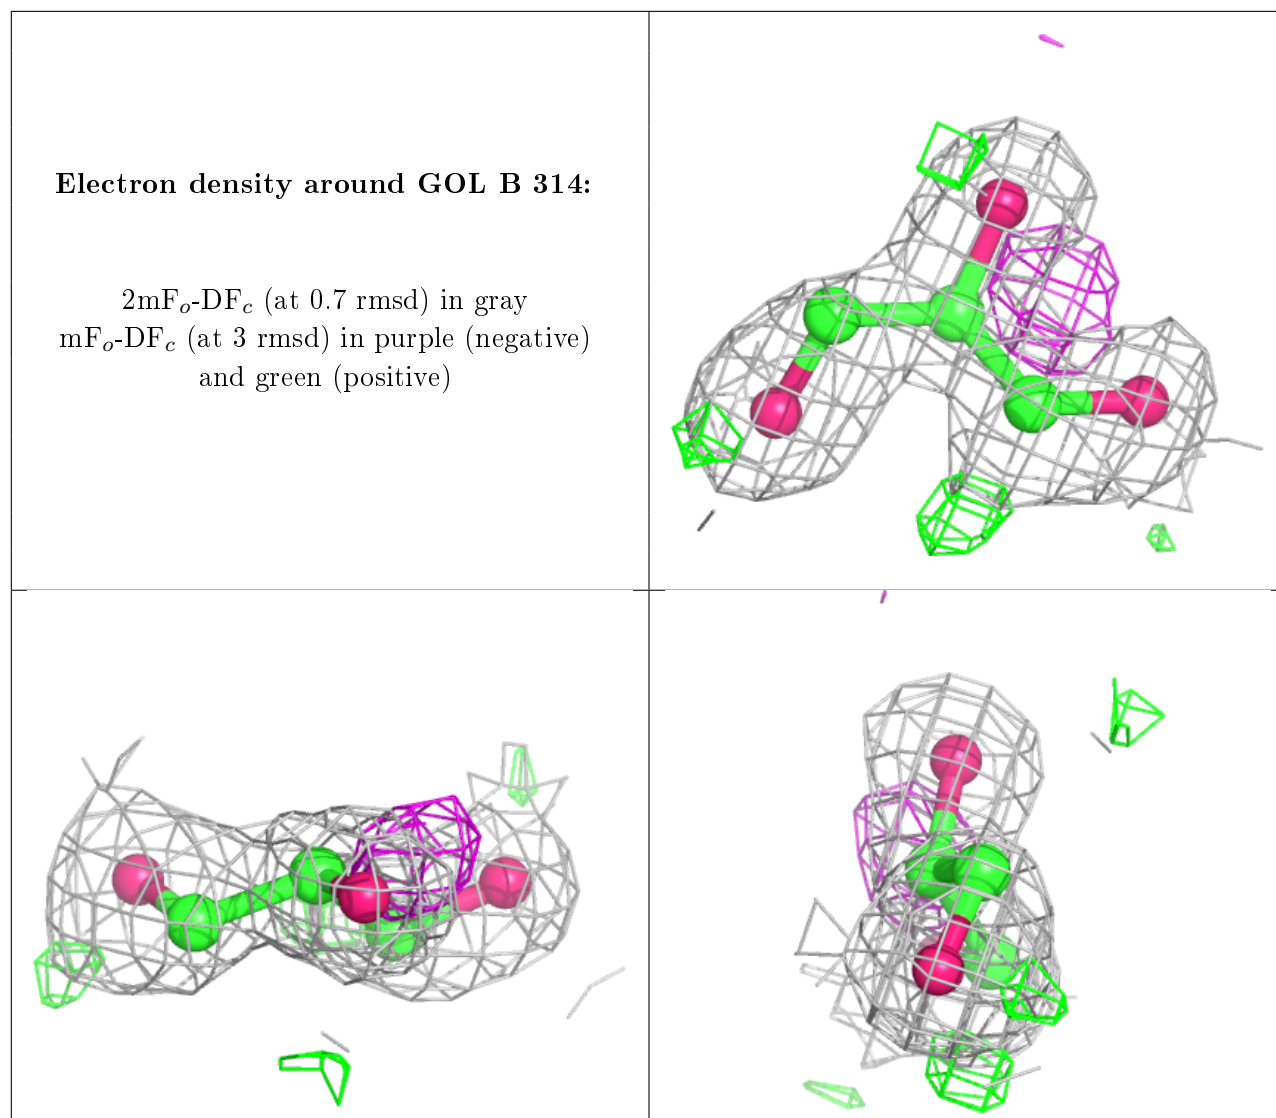 Electron density around GOL B 314:
2mFo-DFc (at 0.7 rmsd) in gray
mFo-DFc (at 3 rmsd) in purple (negative)
and green (positive)